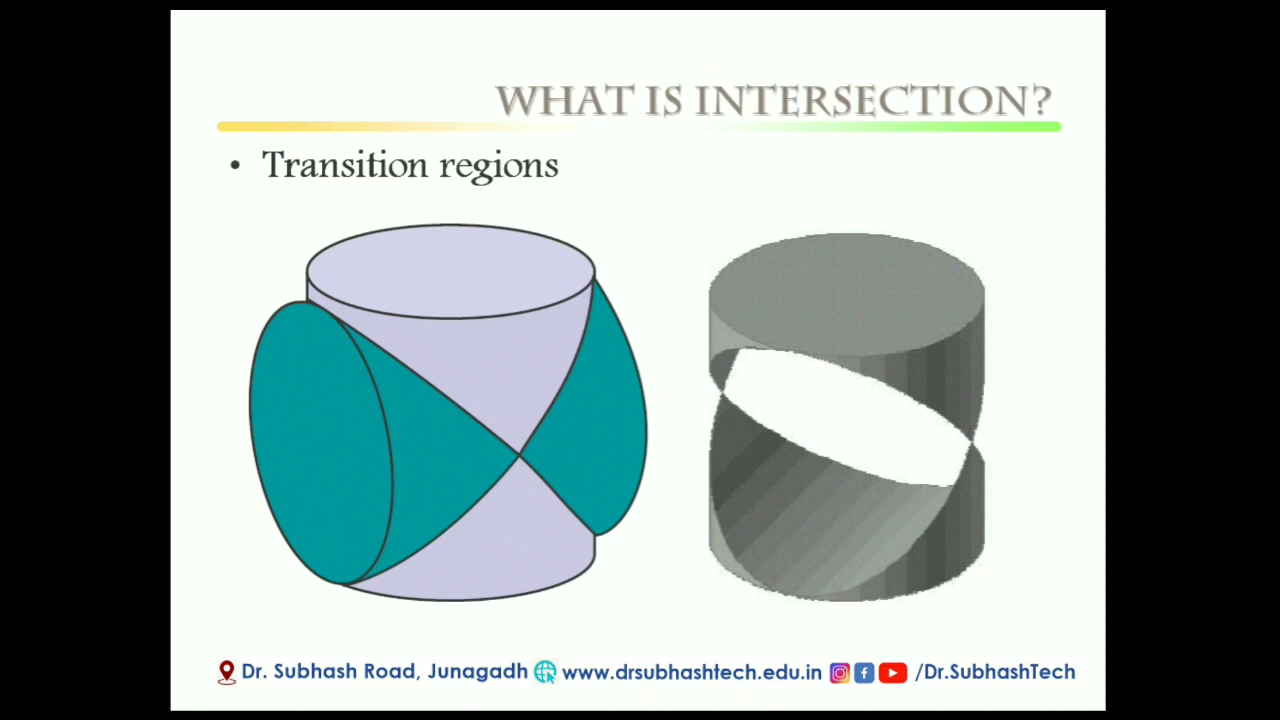 WHAT IS INTERSECTION?
• Transition regions
Dr. Subhash Road, Junagadh www.drsubhashtech.edu.in /Dr.SubhashTech